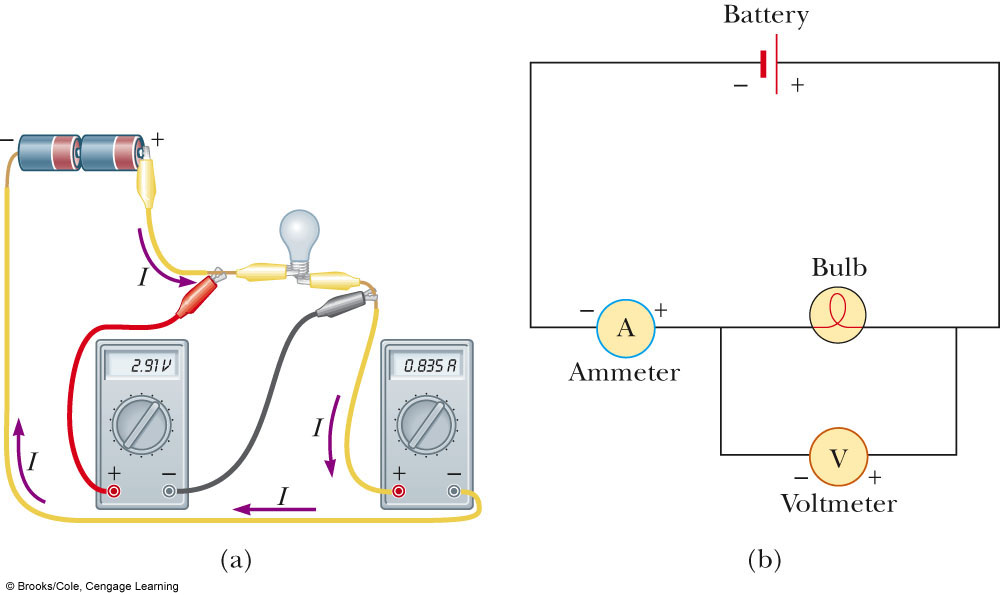 Battery
− +
− +
I
2.91 V
0.835 A
+ −
+ −
I
I
I
Bulb
− +
A
Ammeter
V
− +
Voltmeter
(a)
(b)
© Brooks/Cole, Cengage Learning